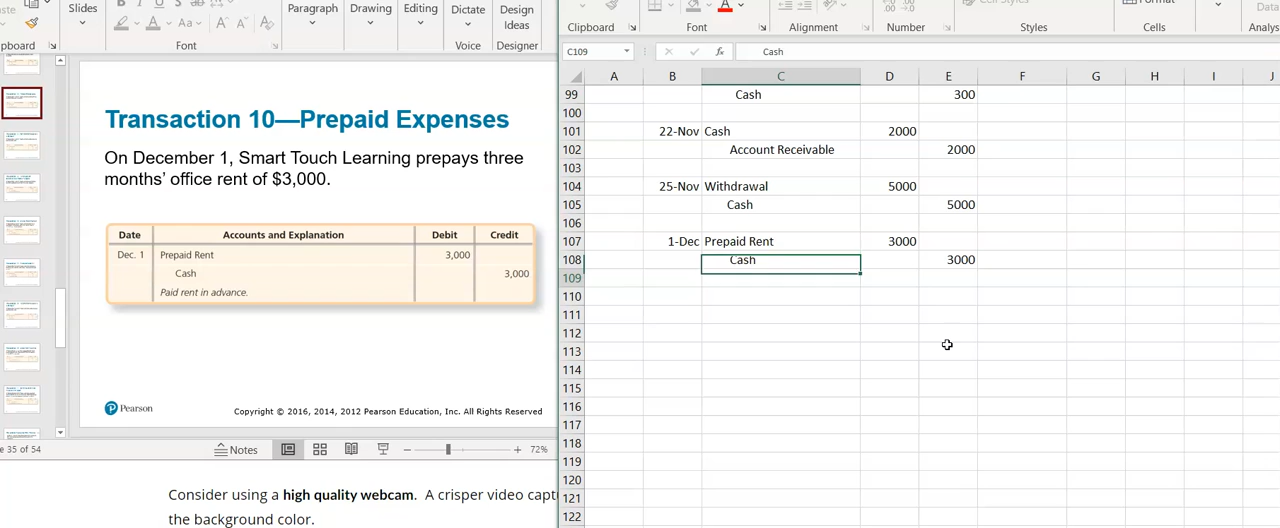 Slides
Paragraph
Drawing
Editing
Dictate
Design
Ideas
Font
Voice
Designer
Clipboard
Font
Alignment
Number
Styles
Cells
C109
fx
Cash
A B C D E F G H I J
99 Cash 300
100
101 22-Nov Cash 2000
102 Account Receivable 2000
103
104 25-Nov Withdrawal 5000
105 Cash 5000
106
107 1-Dec Prepaid Rent 3000
108 Cash 3000
109
110
111
112
113
114
115
116
117
118
119
120
121
122
Transaction 10—Prepaid Expenses
On December 1, Smart Touch Learning prepays three
months’ office rent of $3,000.
Date Accounts and Explanation Debit Credit
Dec. 1 Prepaid Rent 3,000
Cash 3,000
Paid rent in advance.
Pearson
Copyright © 2016, 2014, 2012 Pearson Education, Inc. All Rights Reserved
35 of 54
Notes
72%
Consider using a high quality webcam. A crisper video
the background color.